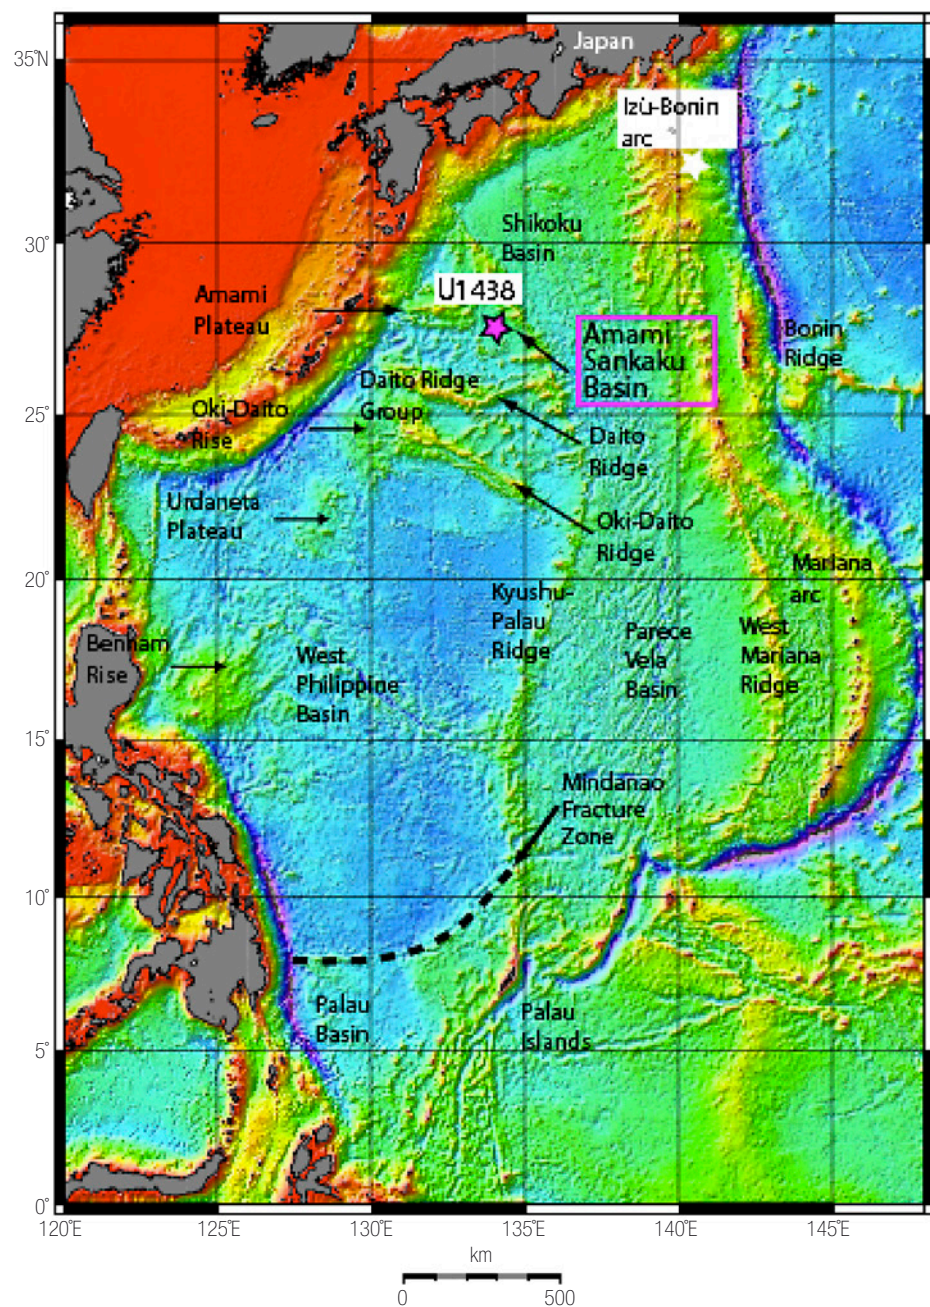 35°N
Japan
Izu-Bonin
arc
30°
Shikoku
Basin
U1438
Amami
Plateau
Amami
Sankaku
Basin
Bonin
Ridge
Daito Ridge
Group
Oki-Daito
Rise
25°
Daito
Ridge
Urdaneta
Plateau
Oki-Daito
Ridge
20°
Mariana
arc
Kyushu-
Palau
Ridge
Parece
Vela
Basin
West
Mariana
Ridge
Benham
Rise
West
Philippine
Basin
15°
Mindanao
Fracture
Zone
10°
Palau
Basin
Palau
Islands
5°
0°
120°E
125°E
130°E
135°E
140°E
145°E
km
0
500